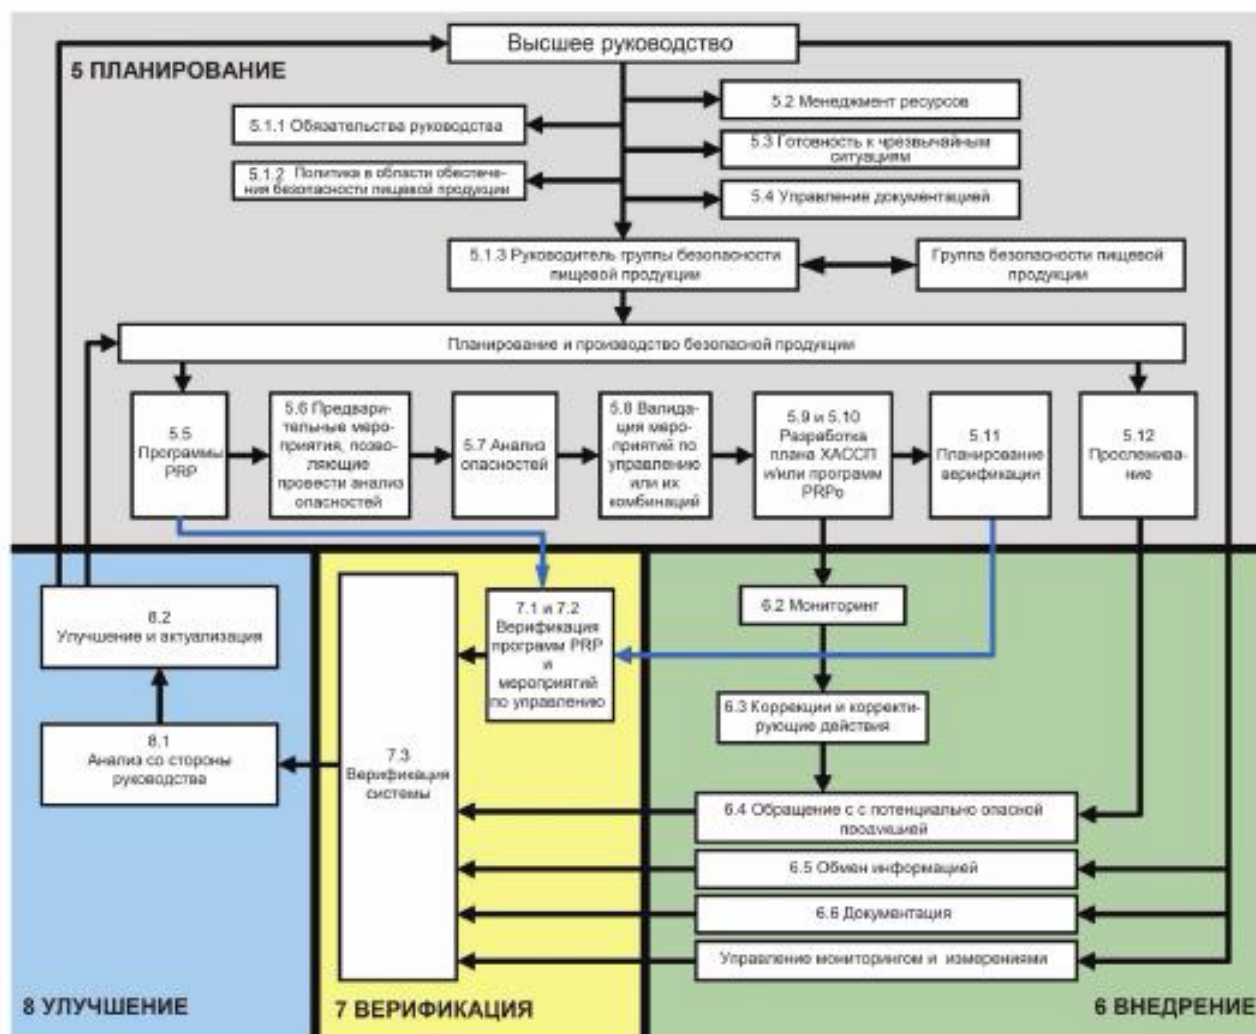 Высшее руководство
5 ПЛАНИРОВАНИЕ
5.2 Менеджмент ресурсов
5.1.1 Обязательства руководства
5.3 Готовность к чрезвычайным
ситуациям
5.1.2 Политика в области обеспече-
ния безопасности пищевой продукции
5.4 Управление документацией
5.1.3 Руководитель группы безопасности
пищевой продукции
Группа безопасности пищевой
продукции
Планирование и производство безопасной продукции
5.5
Программы
PRP
5.6 Предвари-
тельные меро-
приятия, позво-
ляющие
провести анализ
опасностей
5.7 Анализ
опасностей
5.8 Валида-
ция меро-
приятий по
управлению
или их
комбинаций
5.9 и 5.10
Разработка
плана ХАССП
и/или программ
PRPo
5.11
Планирование
верификации
5.12
Прослежива-
ние
8.2
Улучшение и актуализация
7.1 и 7.2
Верификация
программ PRP
и
мероприятий
по управлению
6.2 Мониторинг
6.3 Коррекции и корректи-
рующие действия
8.1
Анализ со стороны
руководства
7.3
Верификация
системы
6.4 Обращение с с потенциально опасной
продукцией
6.5 Обмен информацией
6.6 Документация
Управление мониторингом и измерениями
8 УЛУЧШЕНИЕ
7 ВЕРИФИКАЦИЯ
6 ВНЕДРЕНИЕ